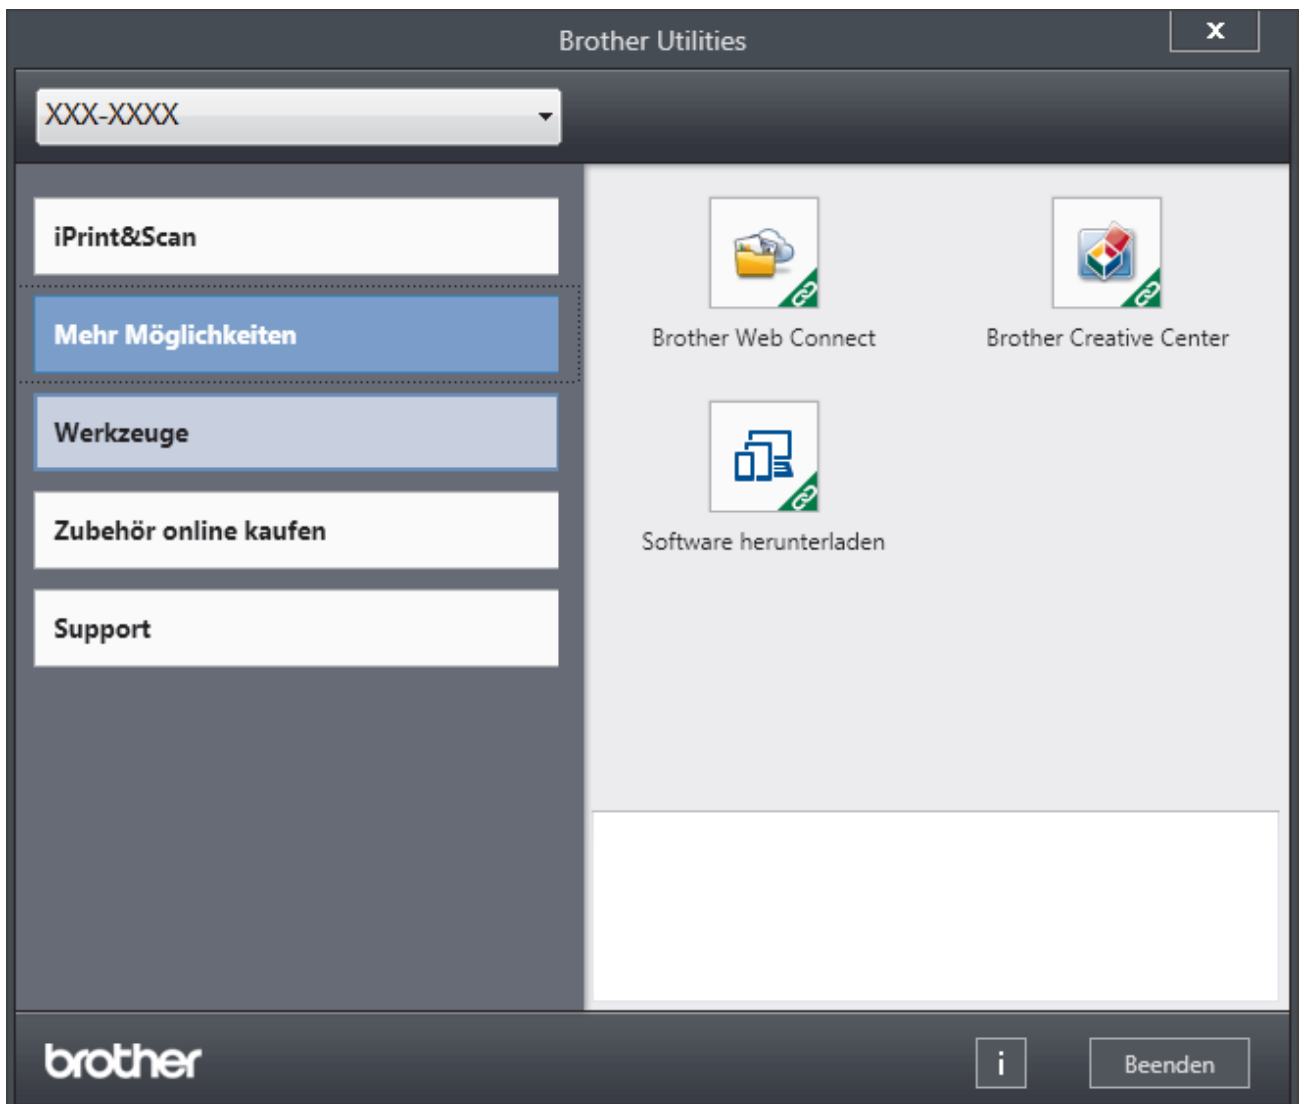 Brother Utilities
X
XXX-XXXX
iPrint&Scan
Mehr Möglichkeiten
Werkzeuge
Zubehör online kaufen
Support
Brother Web Connect
Brother Creative Center
Software herunterladen
brother
i
Beenden